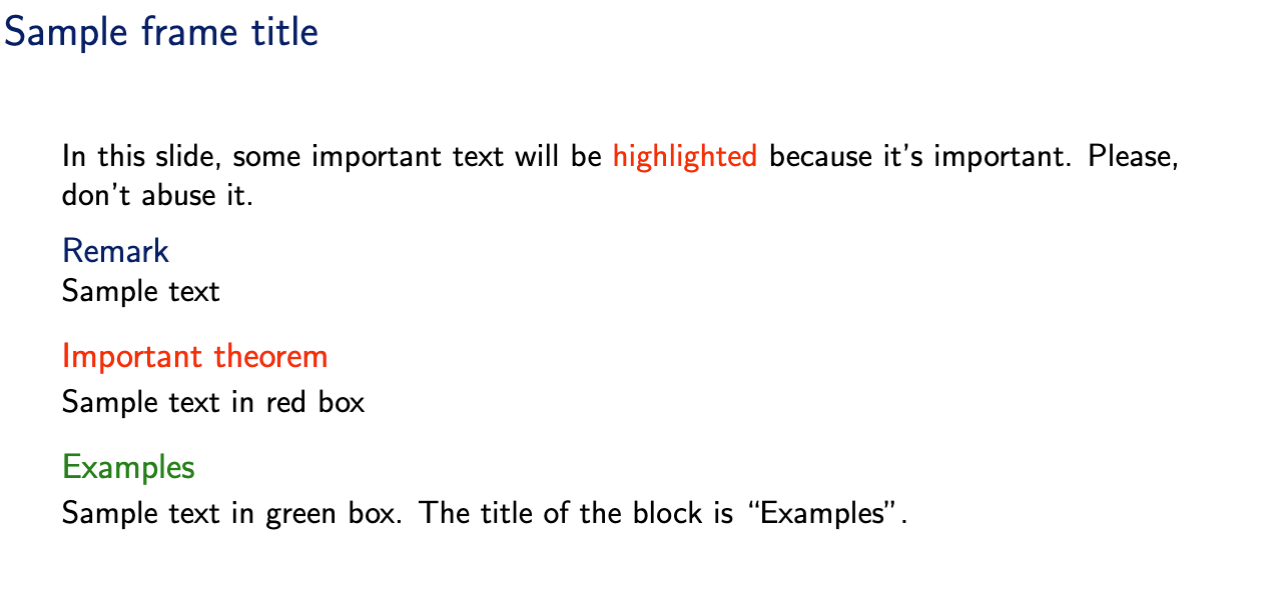 Sample frame title
In this slide, some important text will be highlighted because it's important. Please,
don't abuse it.
Remark
Sample text
Important theorem
Sample text in red box
Examples
Sample text in green box. The title of the block is “Examples”.